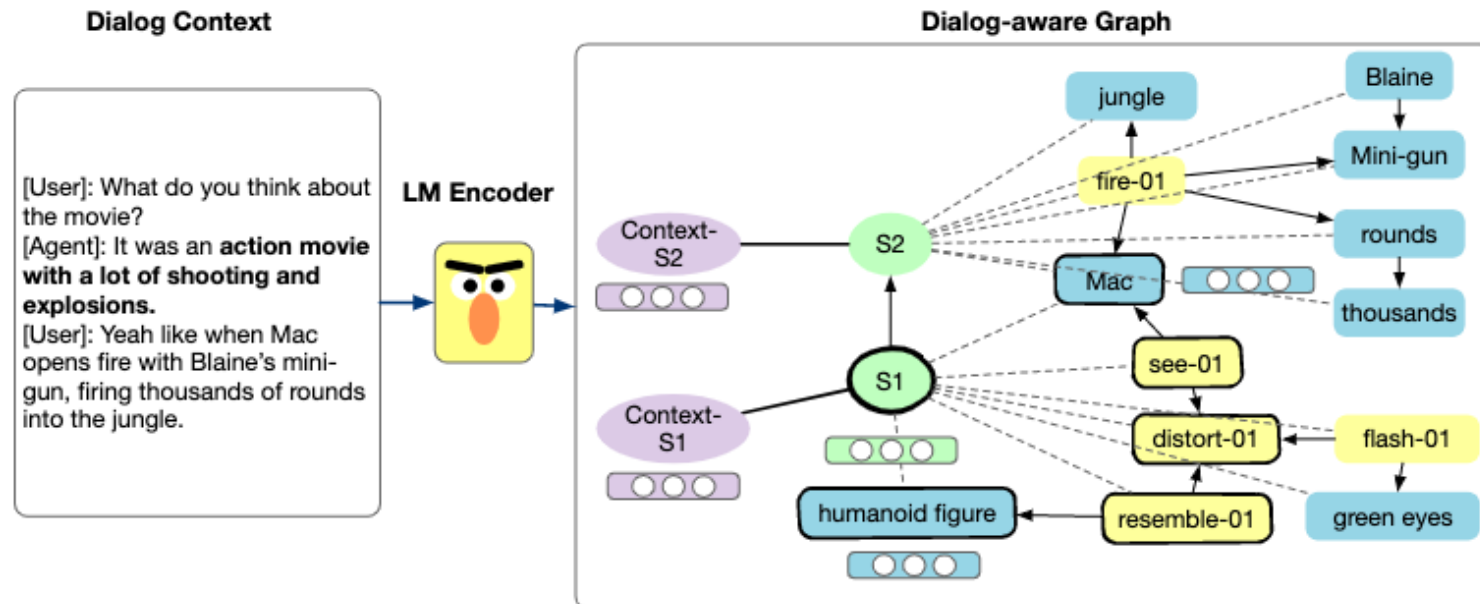 Dialog Context
Dialog-aware Graph
[User]: What do you think about
the movie?
[Agent]: It was an action movie
with a lot of shooting and
explosions.
[User]: Yeah like when Mac
opens fire with Blaine's mini-
gun, firing thousands of rounds
into the jungle.
LM Encoder
Context-
S2
S2
Context-
S1
S1
jungle
Blaine
fire-01
Mini-gun
rounds
Mac
thousands
see-01
distort-01
flash-01
humanoid figure
resemble-01
green eyes